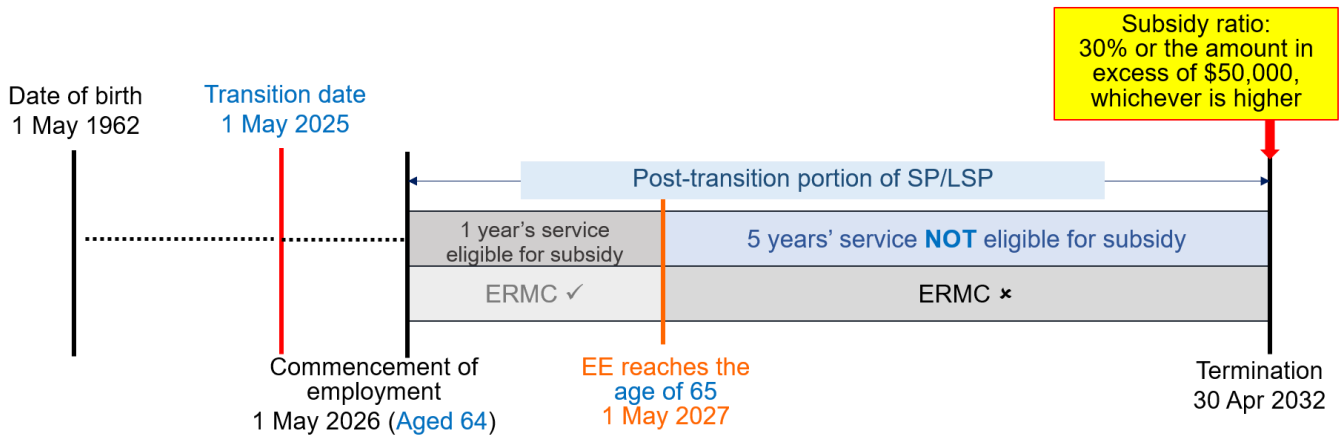 Subsidy ratio:
30% or the amount in
excess of $50,000,
whichever is higher
Date of birth
1 May 1962
Transition date
1 May 2025
Post-transition portion of SP/LSP
1 year’s service
eligible for subsidy
5 years’ service NOT eligible for subsidy
ERMC ✓
ERMC ×
Commencement of
employment
1 May 2026 (Aged 64)
EE reaches the
age of 65
1 May 2027
Termination
30 Apr 2032